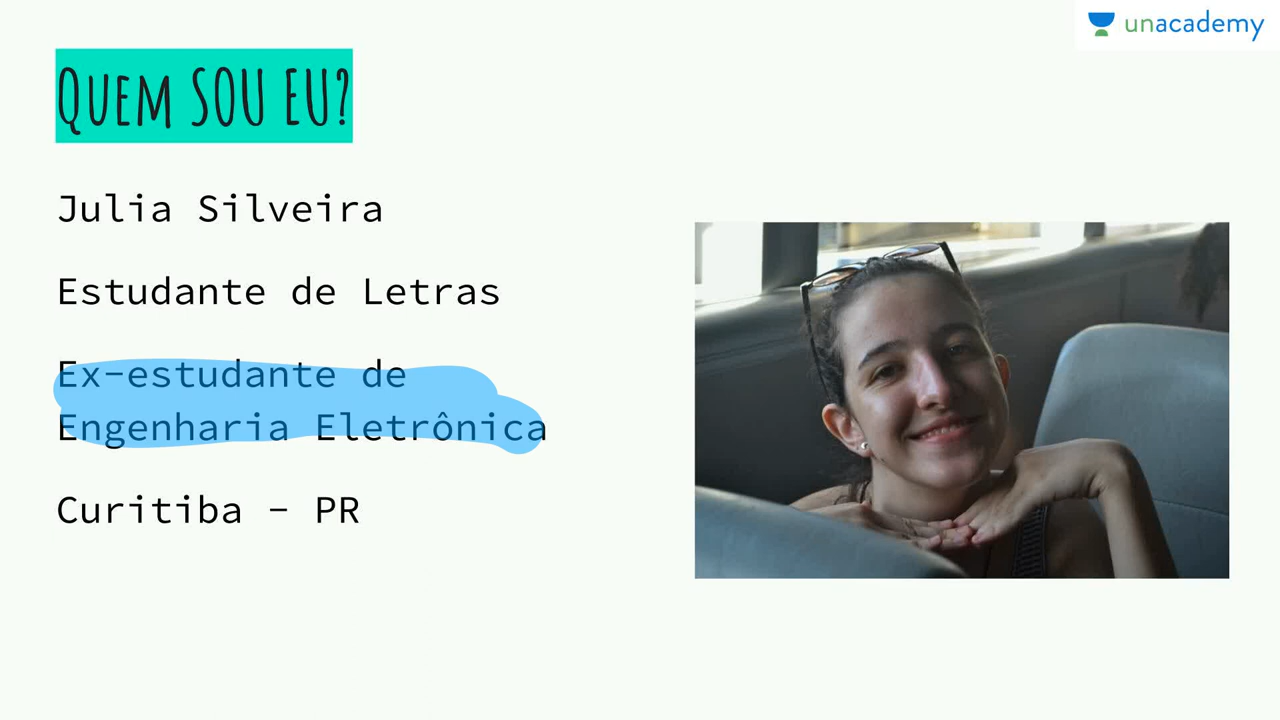 unacademy
Quem SOU EU?
Julia Silveira
Estudante de Letras
Ex-estudante de
Engenharia Eletrônica
Curitiba - PR